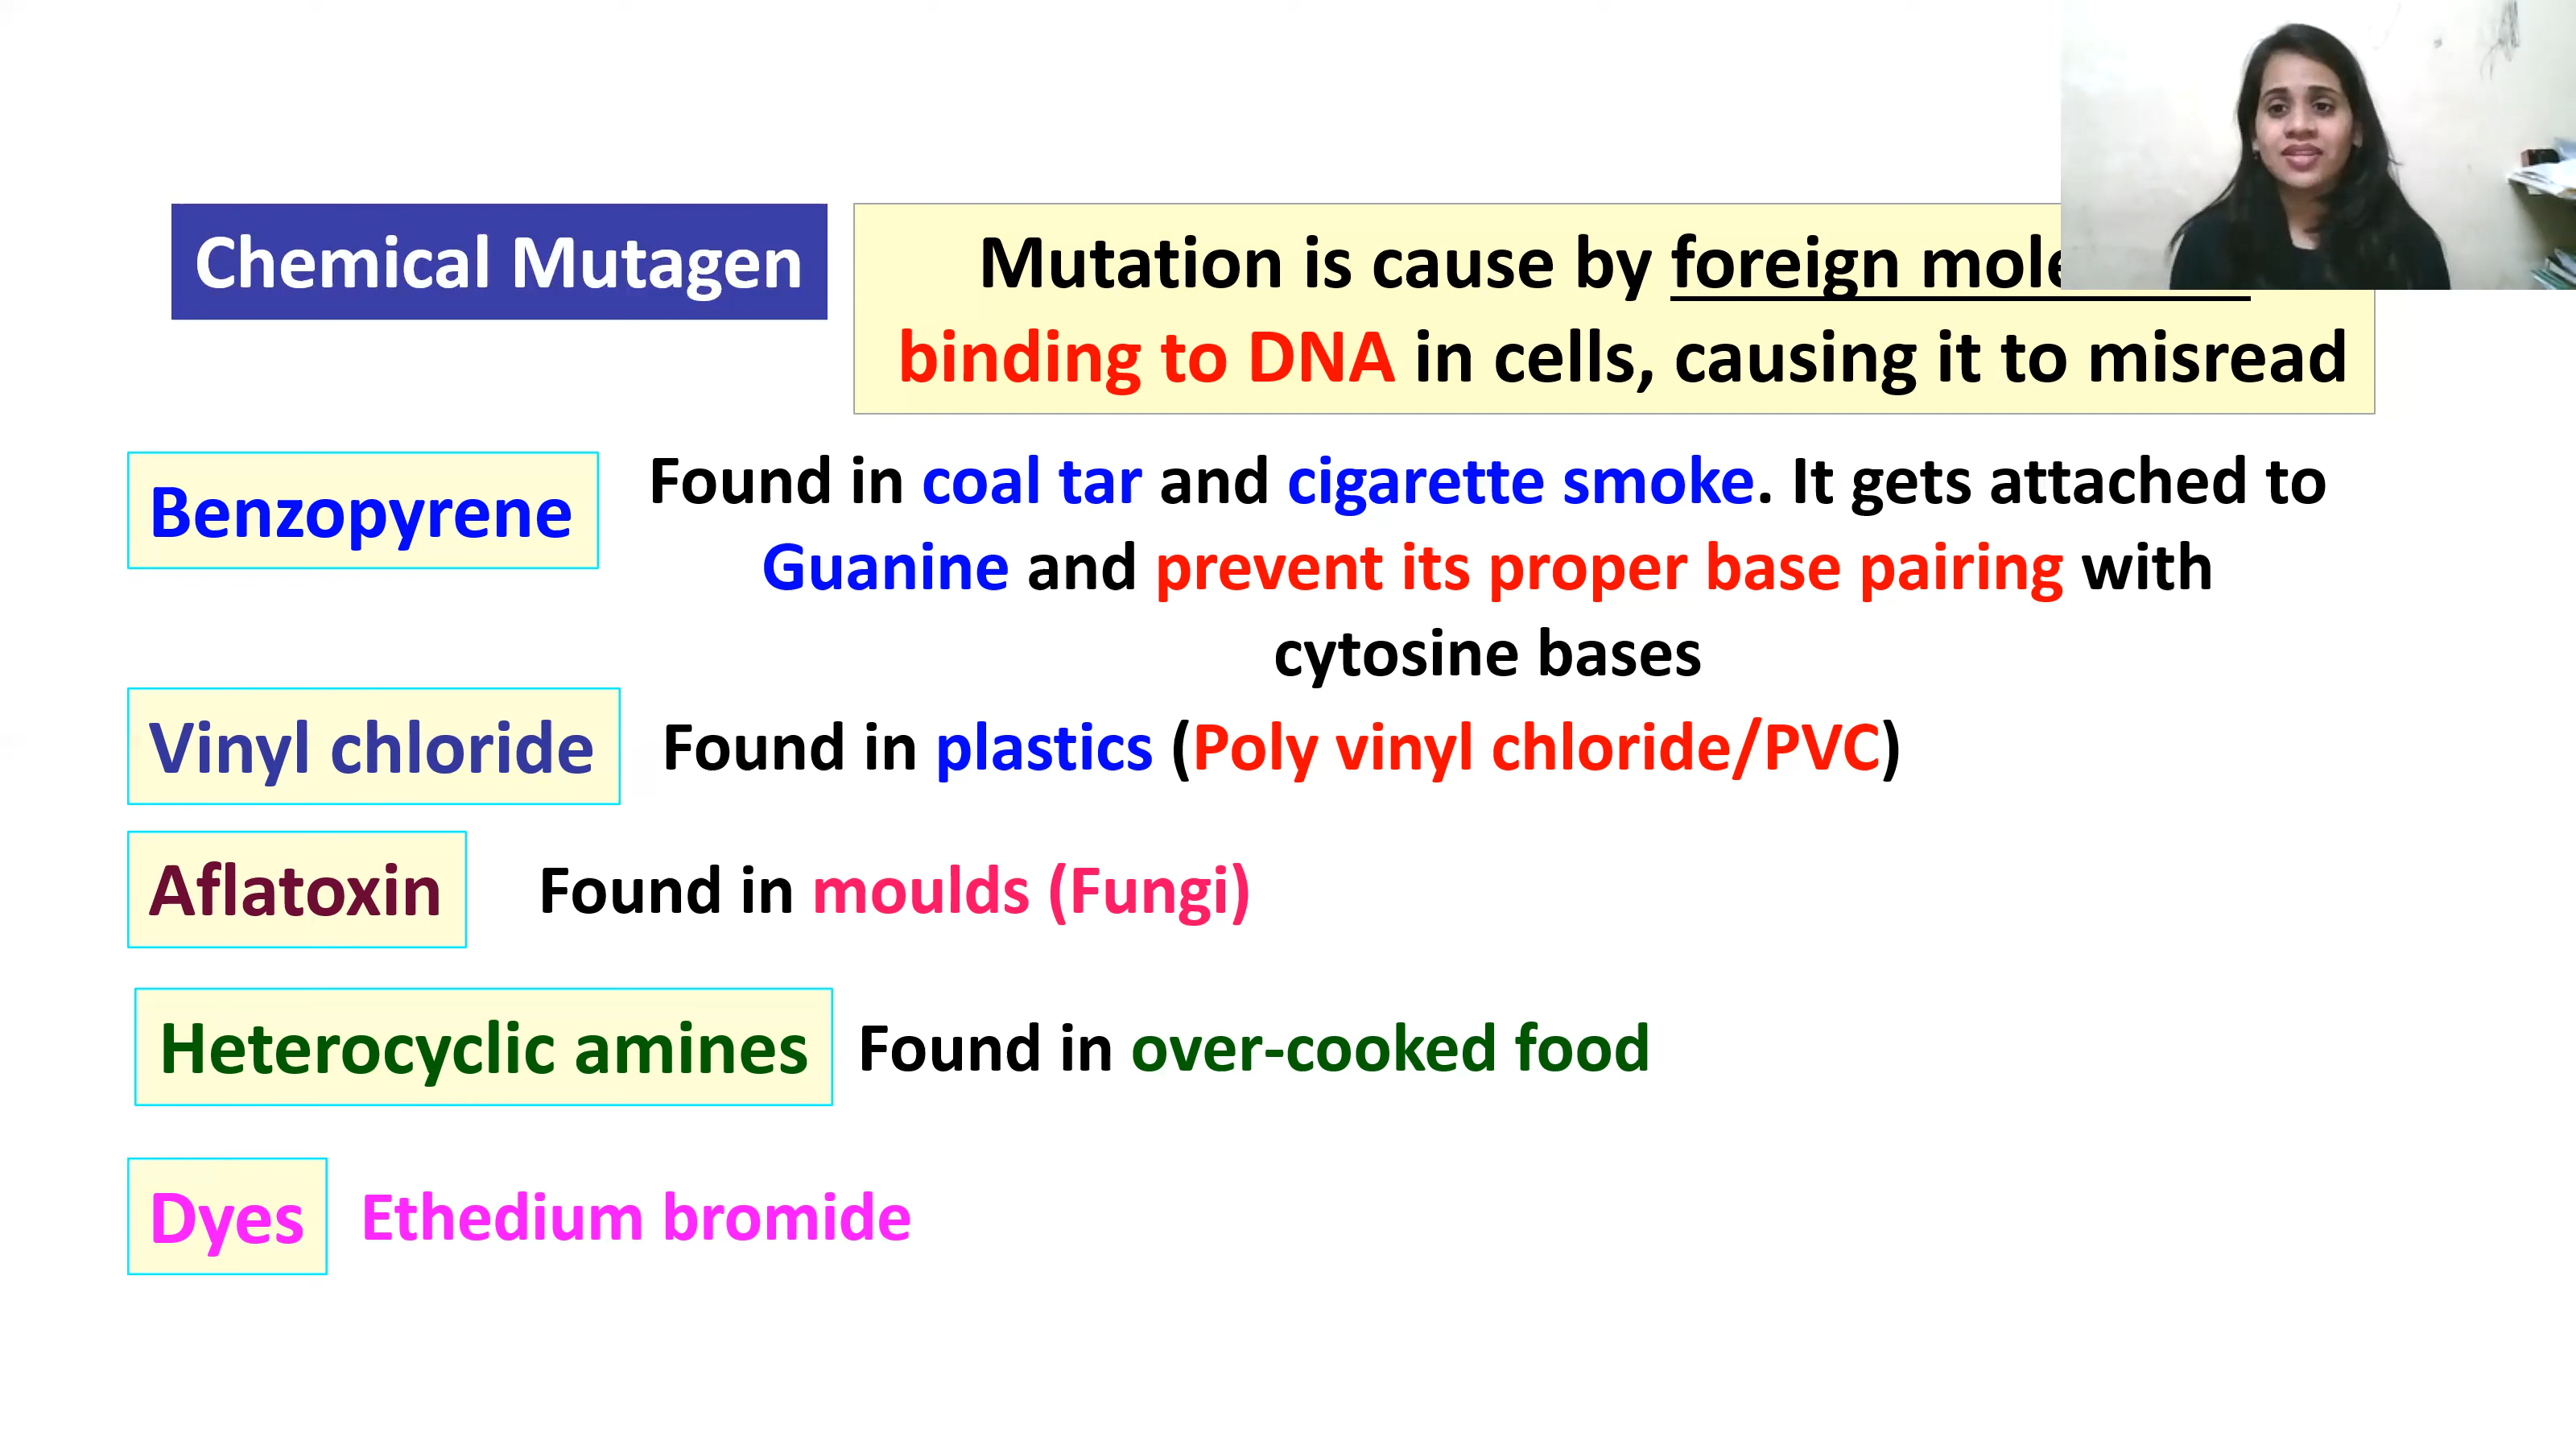 Chemical Mutagen
Mutation is cause by foreign
binding to DNA in cells, causing it to misread
Benzopyrene
Found in coal tar and cigarette smoke. It gets attached to
Guanine and prevent its proper base pairing with
cytosine bases
Vinyl chloride
Found in plastics (Poly vinyl chloride/PVC)
Aflatoxin
Found in moulds (Fungi)
Heterocyclic amines
Found in over-cooked food
Dyes
Ethedium bromide